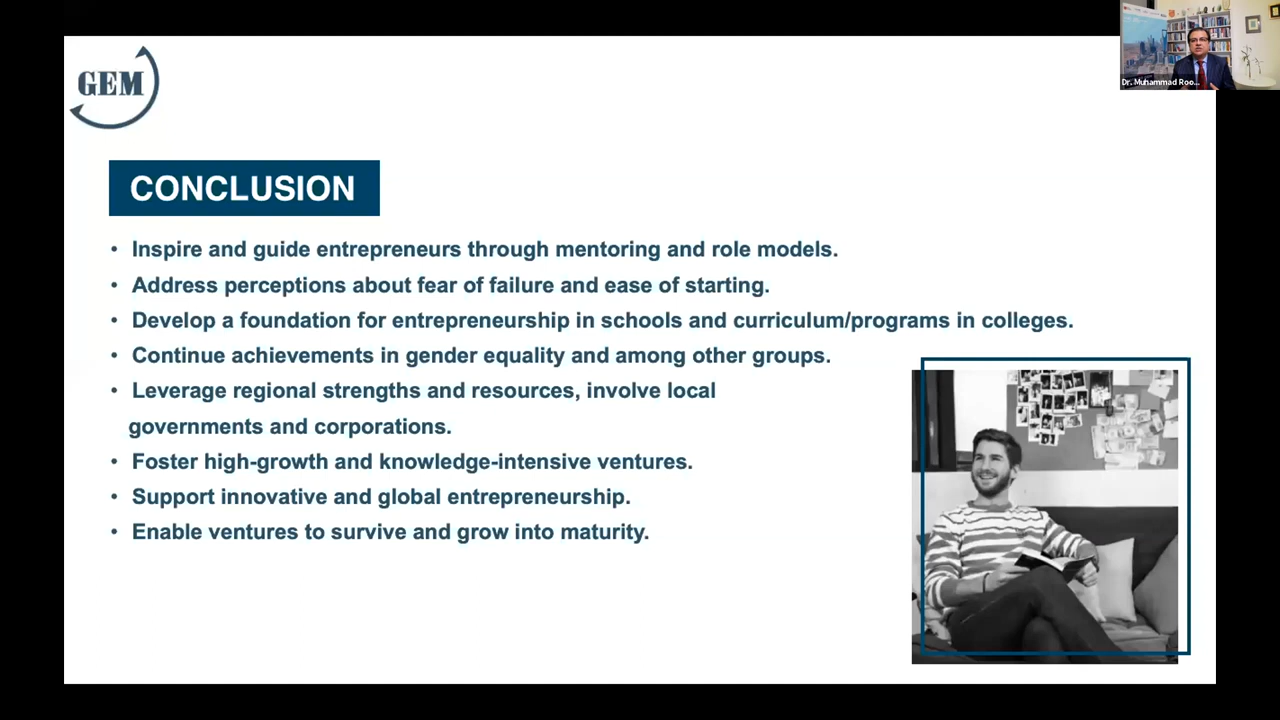 GEM
Dr. Muhammad Roo...
CONCLUSION
• Inspire and guide entrepreneurs through mentoring and role models.
• Address perceptions about fear of failure and ease of starting.
• Develop a foundation for entrepreneurship in schools and curriculum/programs in colleges.
• Continue achievements in gender equality and among other groups.
• Leverage regional strengths and resources, involve local
governments and corporations.
• Foster high-growth and knowledge-intensive ventures.
• Support innovative and global entrepreneurship.
• Enable ventures to survive and grow into maturity.